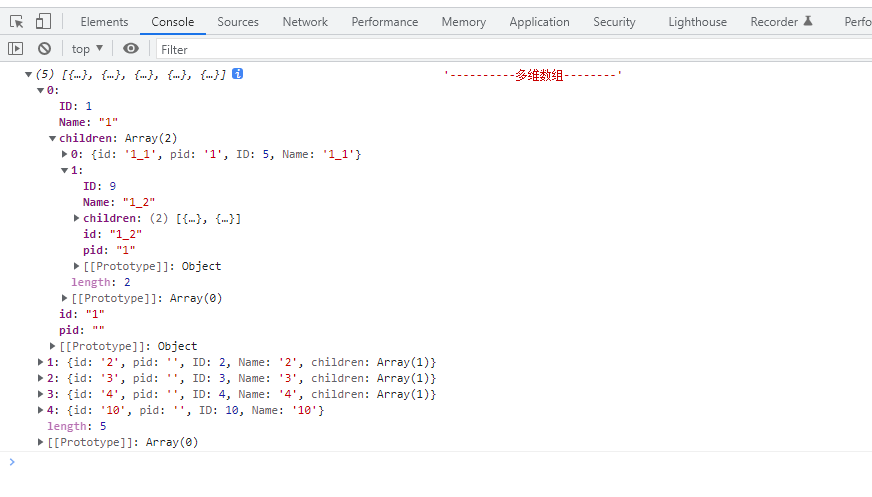 Elements Console Sources Network Performance Memory Application Security Lighthouse Recorder Perfo
top Filter
(5) [{…}, {…}, {…}, {…}, {…}] i '----------多维数组--------'
0:
ID: 1
Name: "1"
children: Array(2)
0: {id: '1_1', pid: '1', ID: 5, Name: '1_1'}
1:
ID: 9
Name: "1_2"
children: (2) [{…}, {…}]
id: "1_2"
pid: "1"
[[Prototype]]: Object
length: 2
[[Prototype]]: Array(0)
id: "1"
pid: ""
[[Prototype]]: Object
1: {id: '2', pid: '', ID: 2, Name: '2', children: Array(1)}
2: {id: '3', pid: '', ID: 3, Name: '3', children: Array(1)}
3: {id: '4', pid: '', ID: 4, Name: '4', children: Array(1)}
4: {id: '10', pid: '', ID: 10, Name: '10'}
length: 5
[[Prototype]]: Array(0)